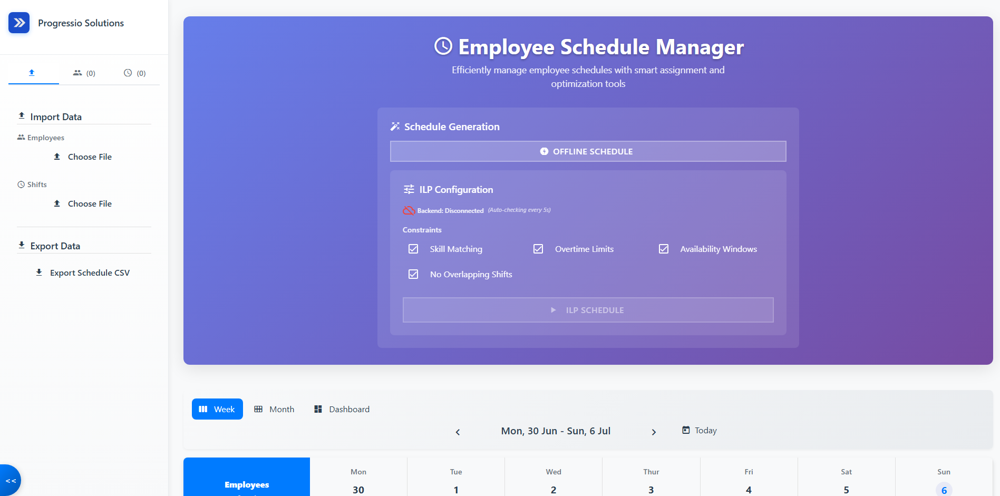 Progressio Solutions
(0)
(0)
Import Data
Employees
Choose File
Shifts
Choose File
Export Data
Export Schedule CSV
<<
Employee Schedule Manager
Efficiently manage employee schedules with smart assignment and
optimization tools
Schedule Generation
OFFLINE SCHEDULE
ILP Configuration
Backend: Disconnected (Auto-checking every 5s)
Constraints
Skill Matching
Overtime Limits
Availability Windows
No Overlapping Shifts
ILP SCHEDULE
Week
Month
Dashboard
Mon, 30 Jun - Sun, 6 Jul
Today
Employees
Mon
Tue
Wed
Thur
Fri
Sat
Sun
30
1
2
3
4
5
6